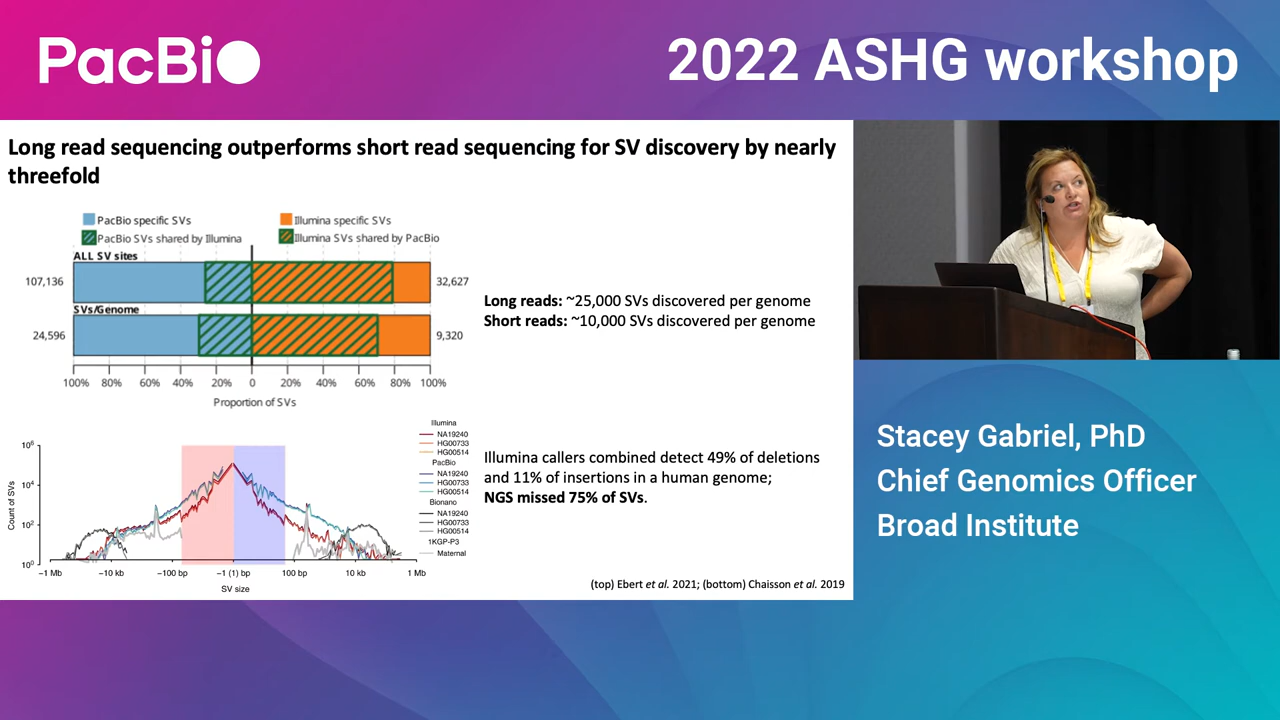 PacBio
2022 ASHG workshop
Long read sequencing outperforms short read sequencing for SV discovery by nearly
threefold
PacBio specific SVs
Illumina specific SVs
PacBio SVs shared by Illumina
Illumina SVs shared by PacBio
ALL SV sites
107,136
32,627
SVs/Genome
24,596
9,320
100% 80% 60% 40% 20% 0 20% 40% 60% 80% 100%
Proportion of SVs
Long reads: ~25,000 SVs discovered per genome
Short reads: ~10,000 SVs discovered per genome
Illumina
NA19240
HG00733
HG00514
PacBio
NA19240
HG00733
HG00514
Bionano
NA19240
HG00733
HG00514
1KGP-P3
Maternal
Count of SVs
10⁶
10⁴
10²
10⁰
−1 Mb −10 kb −100 bp −1 (1) bp 100 bp 10 kb 1 Mb
SV size
Illumina callers combined detect 49% of deletions
and 11% of insertions in a human genome;
NGS missed 75% of SVs.
(top) Ebert et al. 2021; (bottom) Chaisson et al. 2019
Stacey Gabriel, PhD
Chief Genomics Officer
Broad Institute